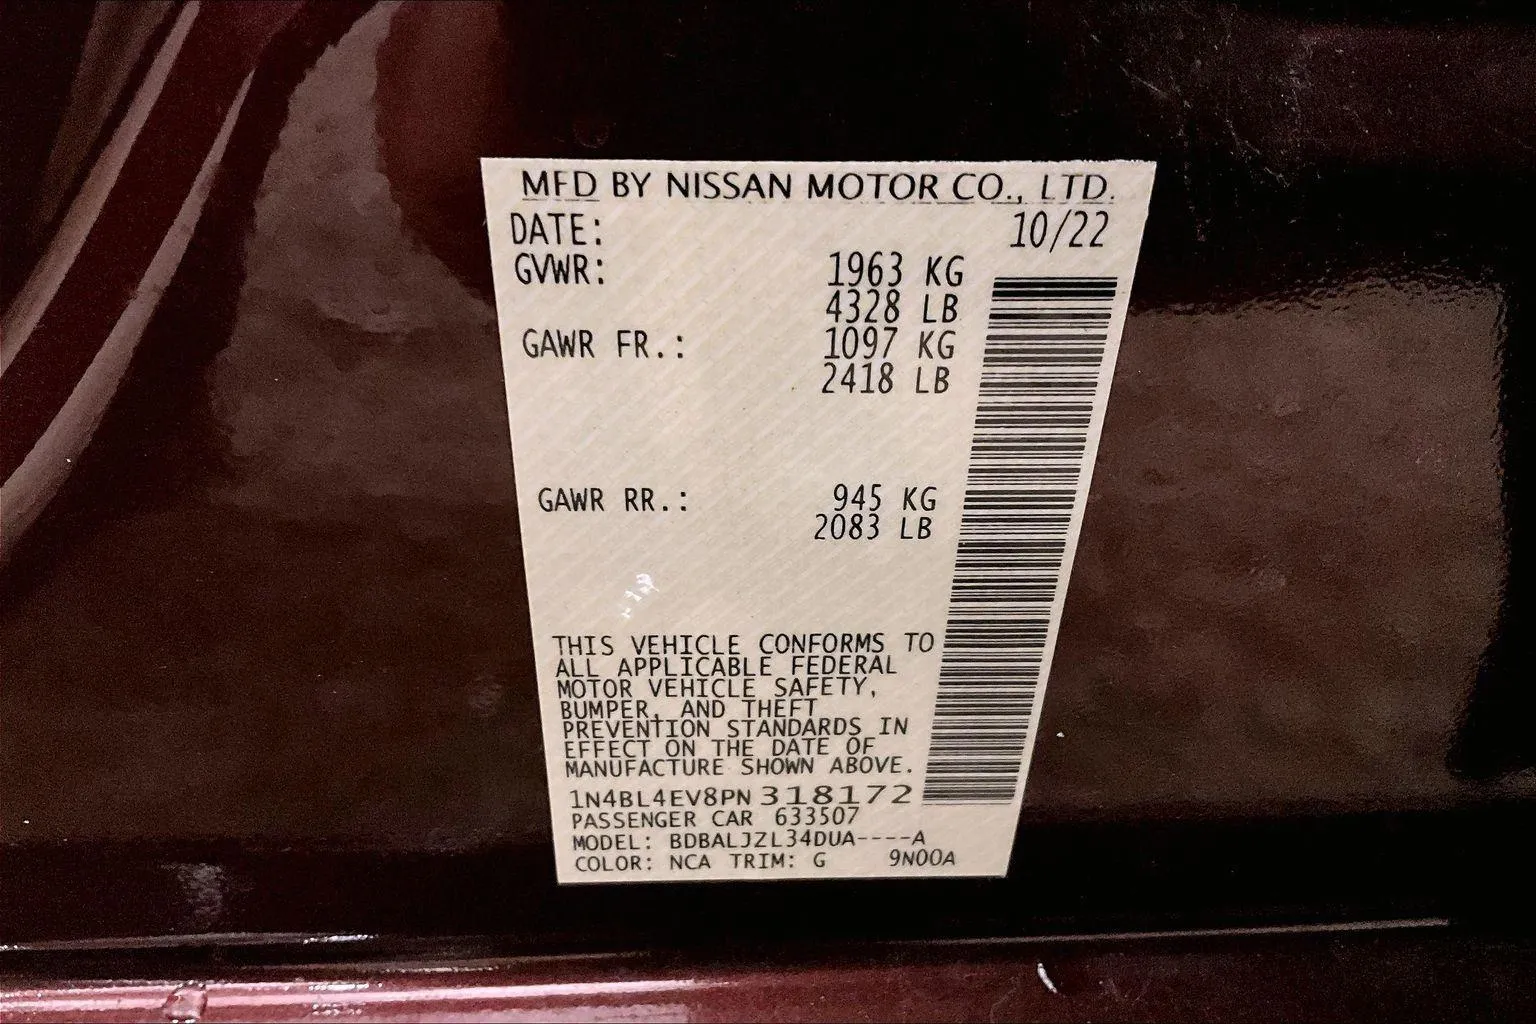 MFD BY NISSAN MOTOR CO., LTD.
DATE: 10/22
GVWR: 1963 KG
4328 LB
GAWR FR.: 1097 KG
2418 LB
GAWR RR.: 945 KG
2083 LB
THIS VEHICLE CONFORMS TO
ALL APPLICABLE FEDERAL
MOTOR VEHICLE SAFETY,
BUMPER, AND THEFT
PREVENTION STANDARDS IN
EFFECT ON THE DATE OF
MANUFACTURE SHOWN ABOVE.
1N4BL4EV8PN318172
PASSENGER CAR 633507
MODEL: BDBALJZL34DUA----A
COLOR: NCA TRIM: G 9N00A